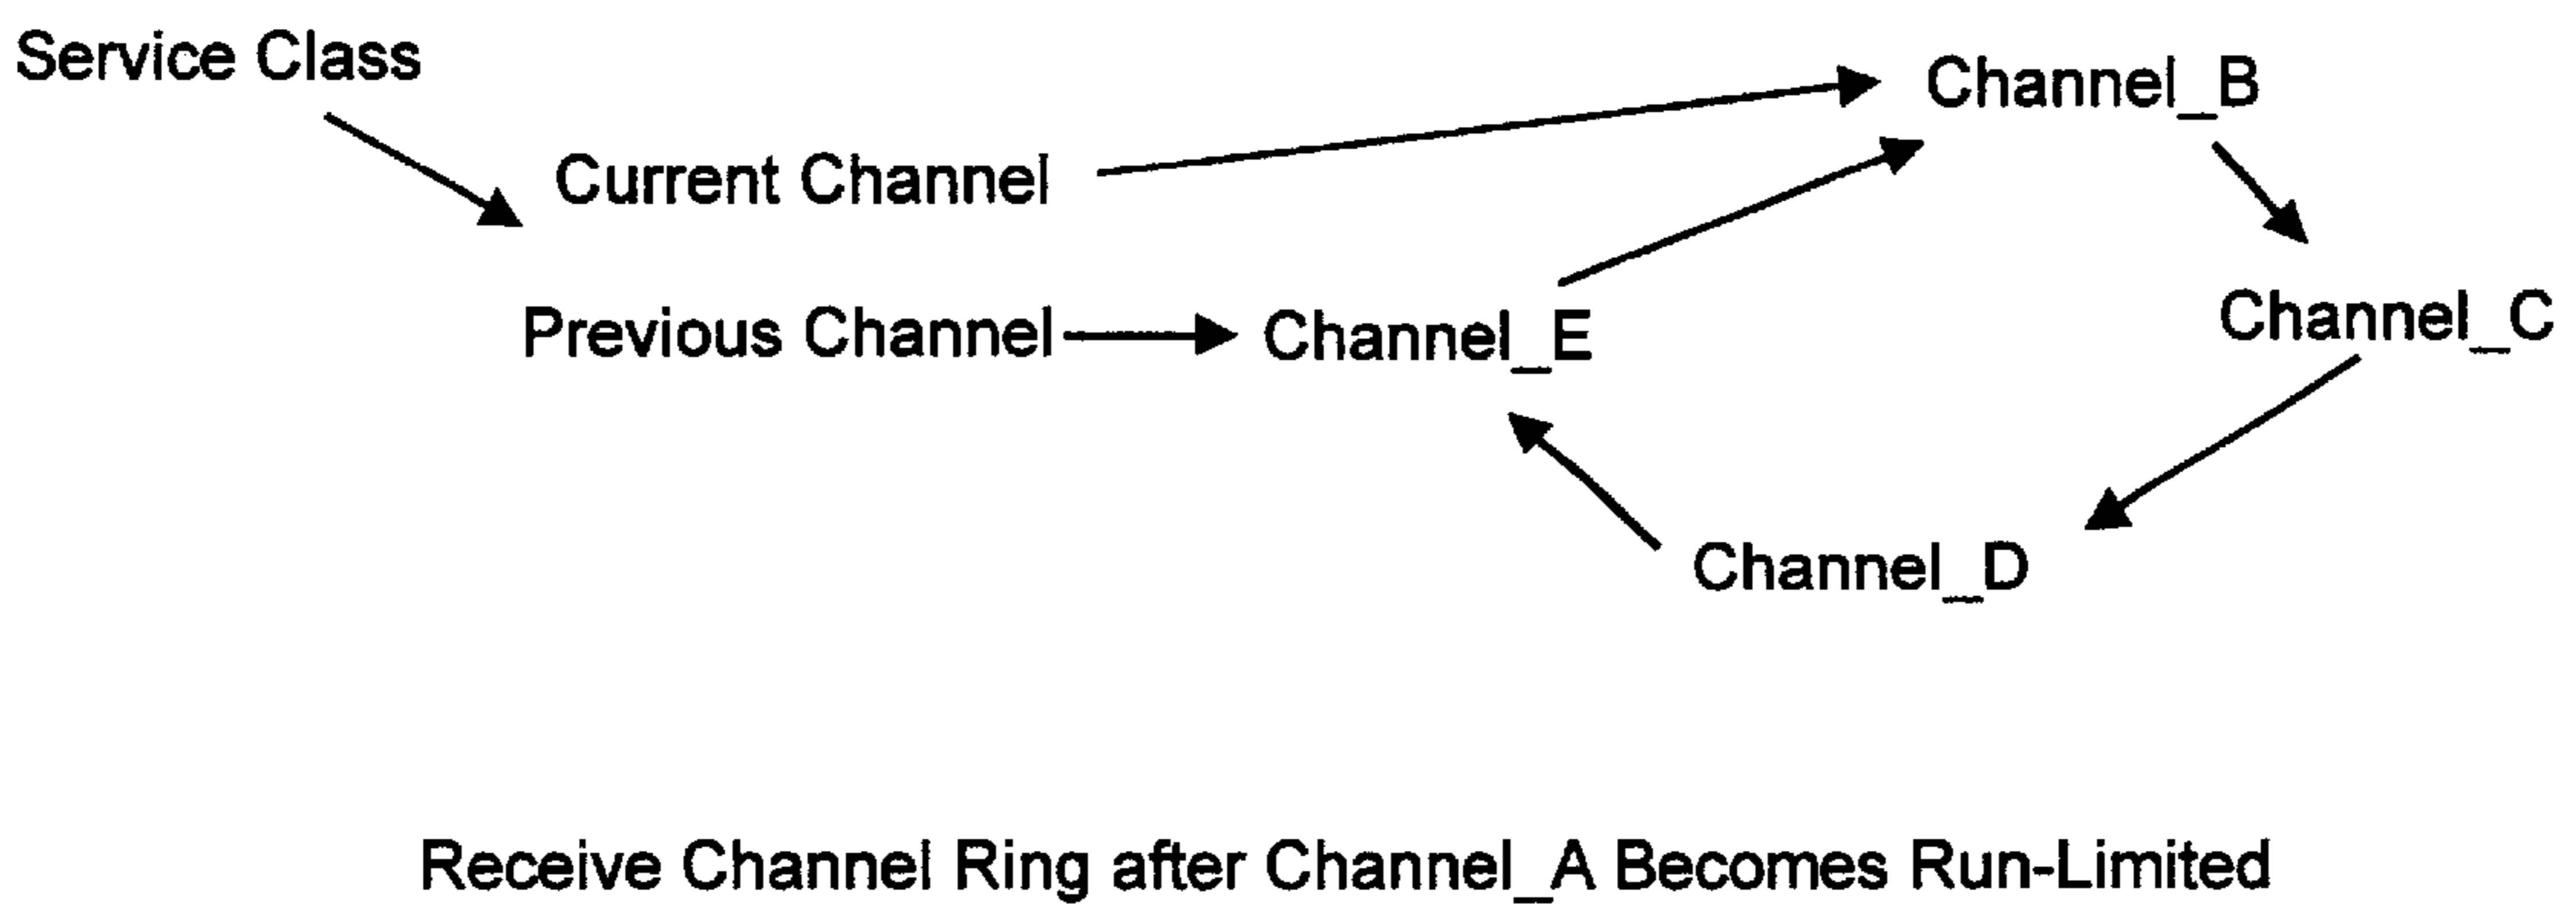 Service Class
Channel_B
Current Channel
Previous Channel
Channel_E
Channel_C
Channel_D
Receive Channel Ring after Channel_A Becomes Run-Limited